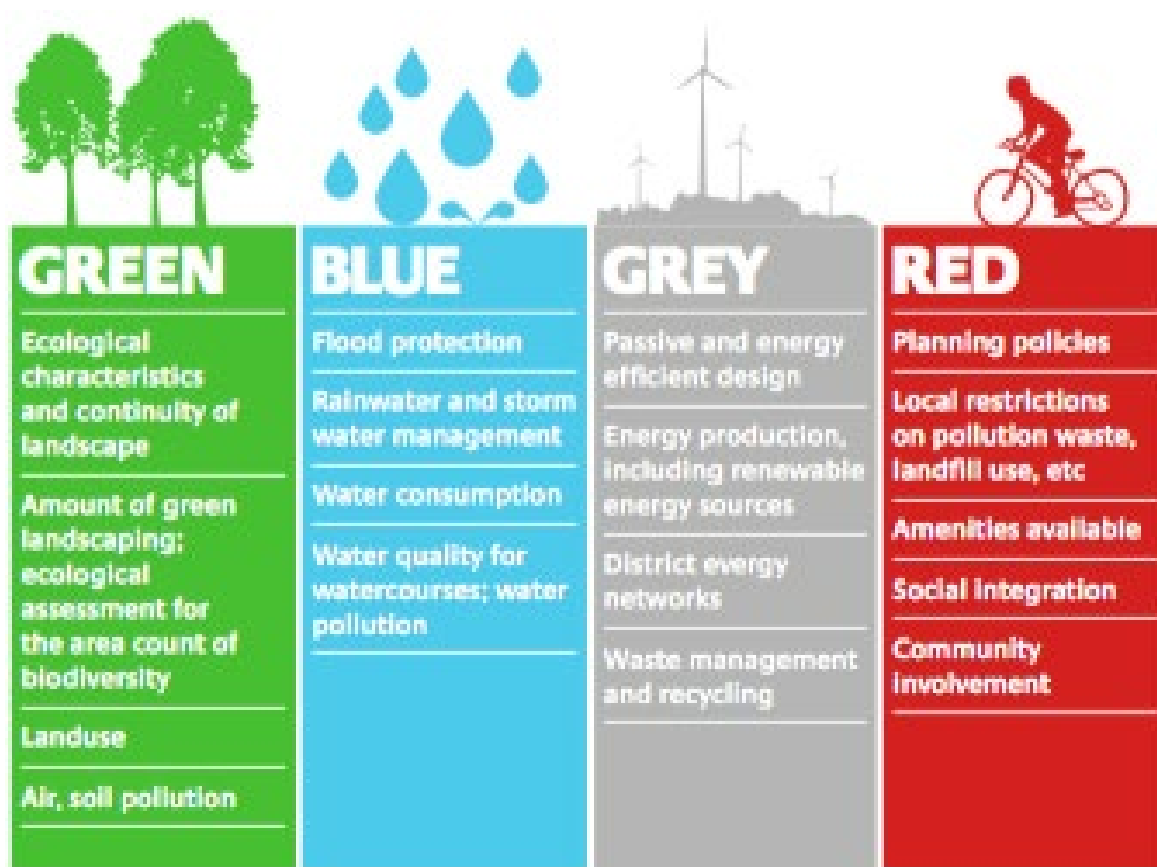 GREEN
Ecological
characteristics
and continuity of
landscape
Amount of green
landscaping;
ecological
assessment for
the area count of
biodiversity
Landuse
Air, soil pollution
BLUE
Flood protection
Rainwater and storm
water management
Water consumption
Water quality for
watercourses; water
pollution
GREY
Passive and energy
efficient design
Energy production,
including renewable
energy sources
District evergy
networks
Waste management
and recycling
RED
Planning policies
Local restrictions
on pollution waste,
landfill use, etc
Amenities available
Social integration
Community
involvement